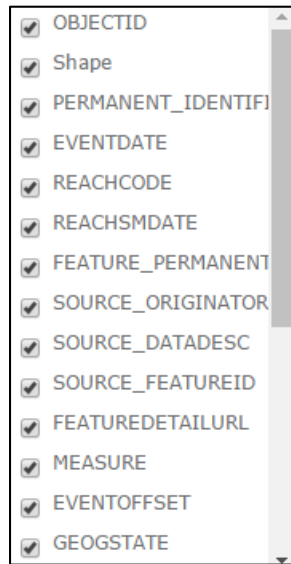 OBJECTID
Shape
PERMANENT_IDENTIFI
EVENTDATE
REACHCODE
REACHSMDATE
FEATURE_PERMANENT
SOURCE_ORIGINATOR
SOURCE_DATADESC
SOURCE_FEATUREID
FEATUREDETAILURL
MEASURE
EVENTOFFSET
GEOGSTATE